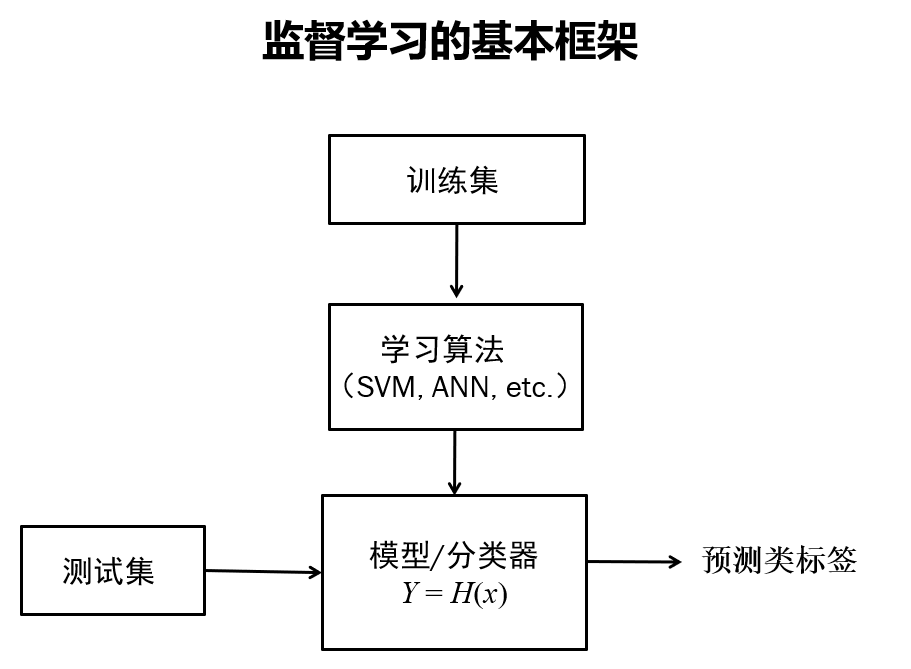 监督学习的基本框架
训练集
学习算法
（SVM, ANN, etc.）
测试集
模型/分类器
Y = H(x)
预测类标签